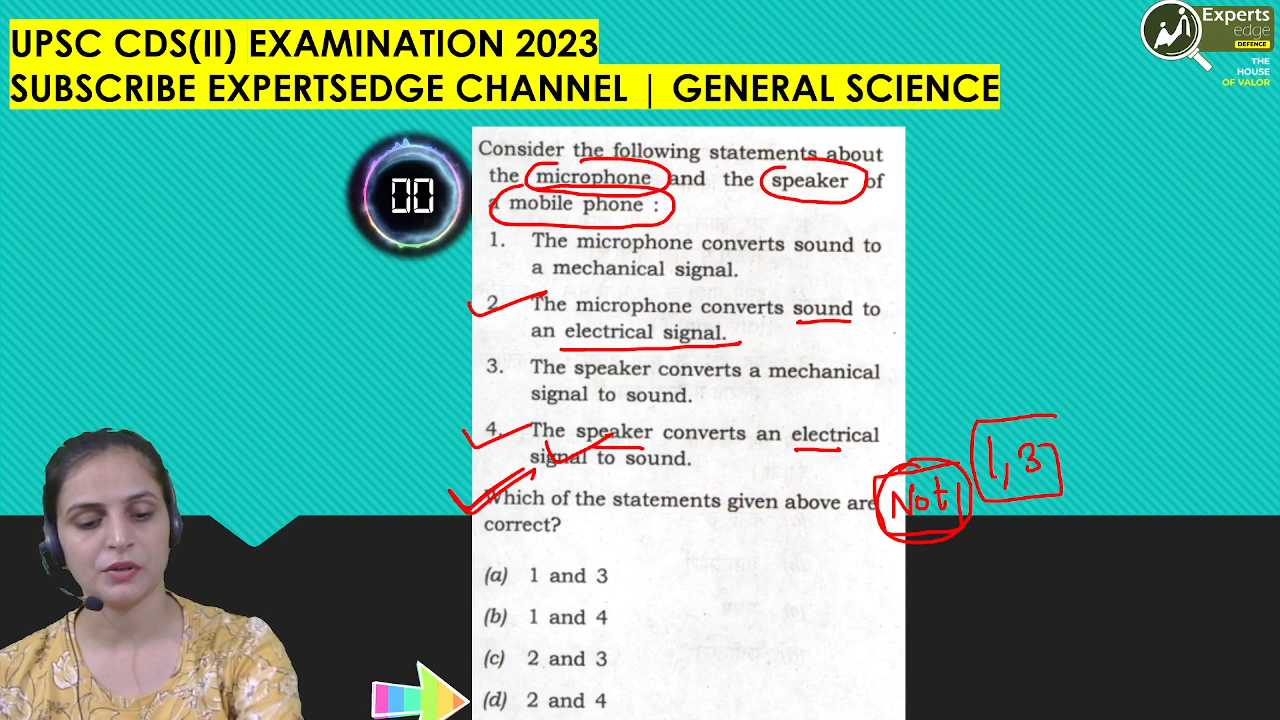 UPSC CDS(II) EXAMINATION 2023
SUBSCRIBE EXPERTSEDGE CHANNEL | GENERAL SCIENCE
Experts
edge
DEFENCE
THE
HOUSE
OF VALOR
00
Consider the following statements about
the microphone and the speaker of
a mobile phone :
1. The microphone converts sound to
a mechanical signal.
2. The microphone converts sound to
an electrical signal.
3. The speaker converts a mechanical
signal to sound.
4. The speaker converts an electrical
signal to sound.
Which of the statements given above are
correct?
Not
1,3
(a) 1 and 3
(b) 1 and 4
(c) 2 and 3
(d) 2 and 4